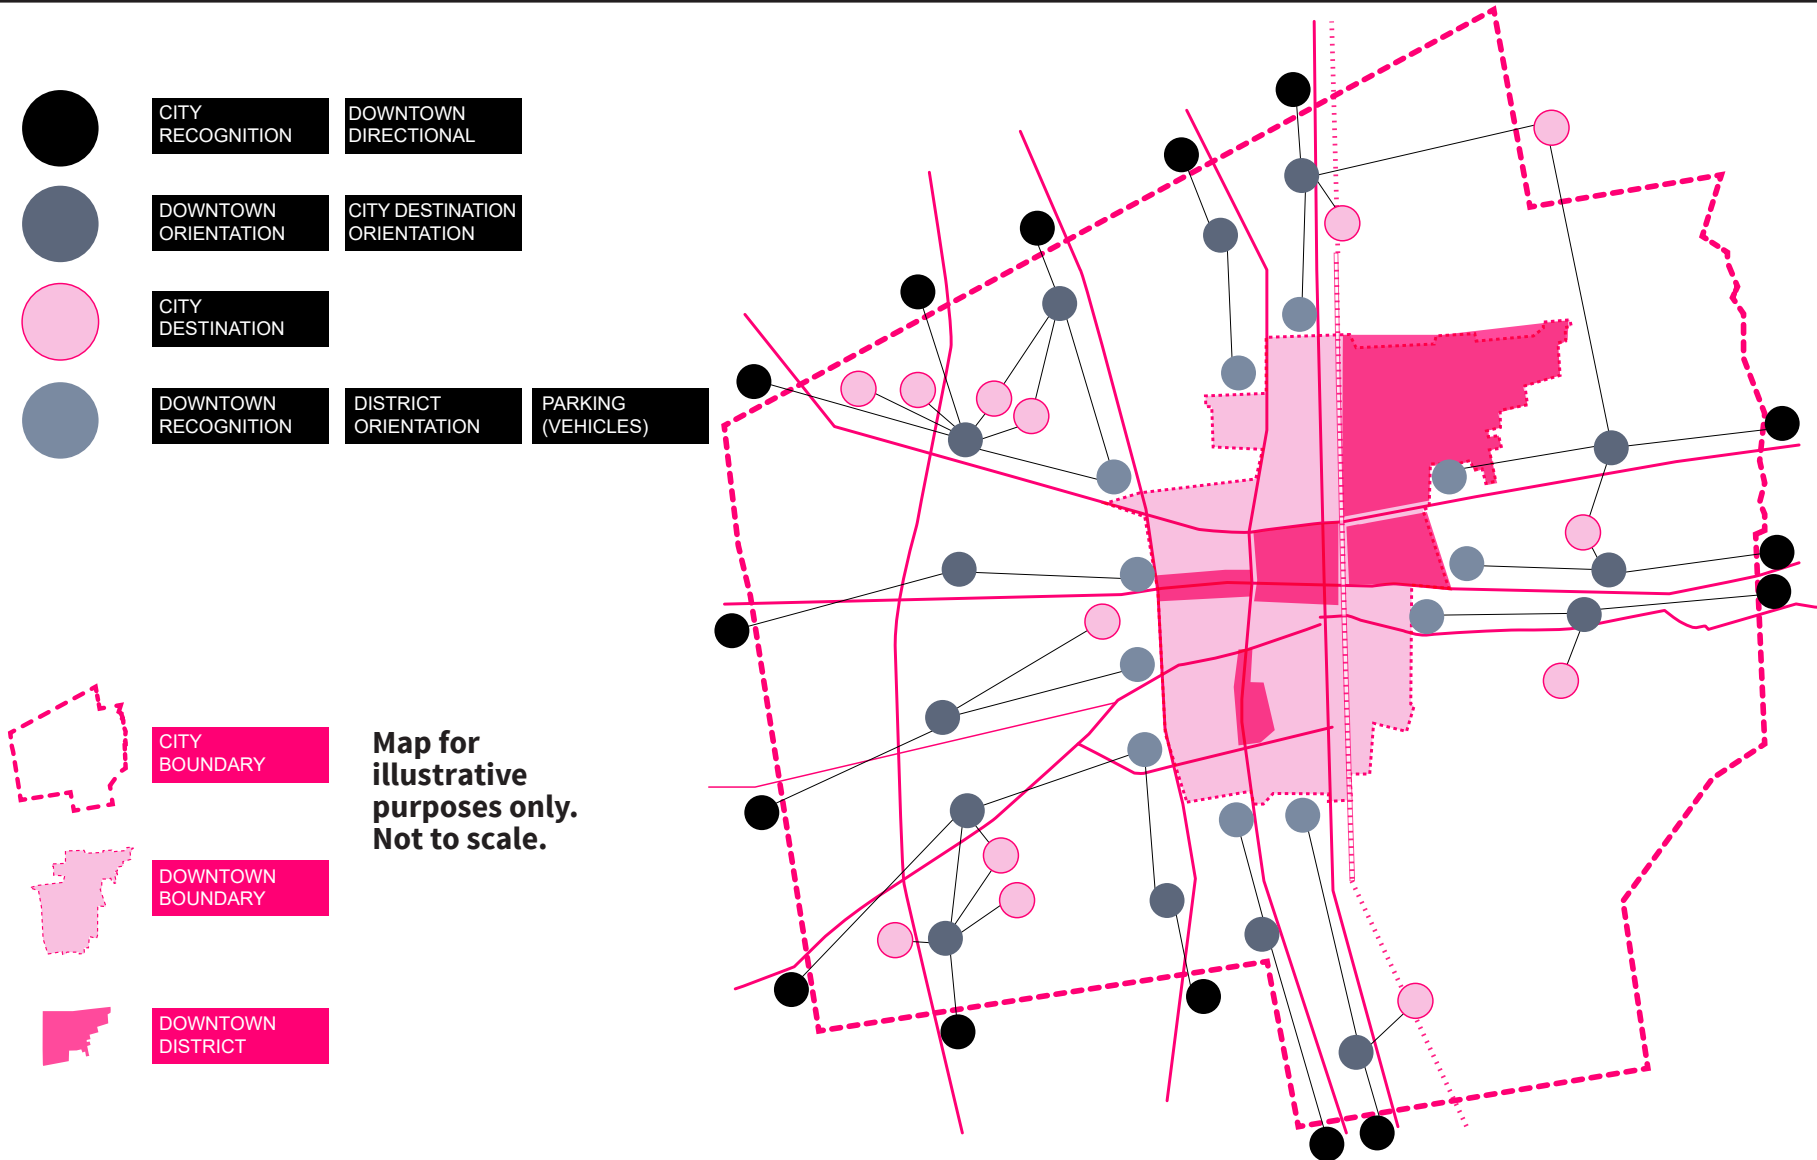 CITY
RECOGNITION
DOWNTOWN
DIRECTIONAL
DOWNTOWN
ORIENTATION
CITY DESTINATION
ORIENTATION
CITY
DESTINATION
DOWNTOWN
RECOGNITION
DISTRICT
ORIENTATION
PARKING
(VEHICLES)
CITY
BOUNDARY
Map for
illustrative
purposes only.
Not to scale.
DOWNTOWN
BOUNDARY
DOWNTOWN
DISTRICT